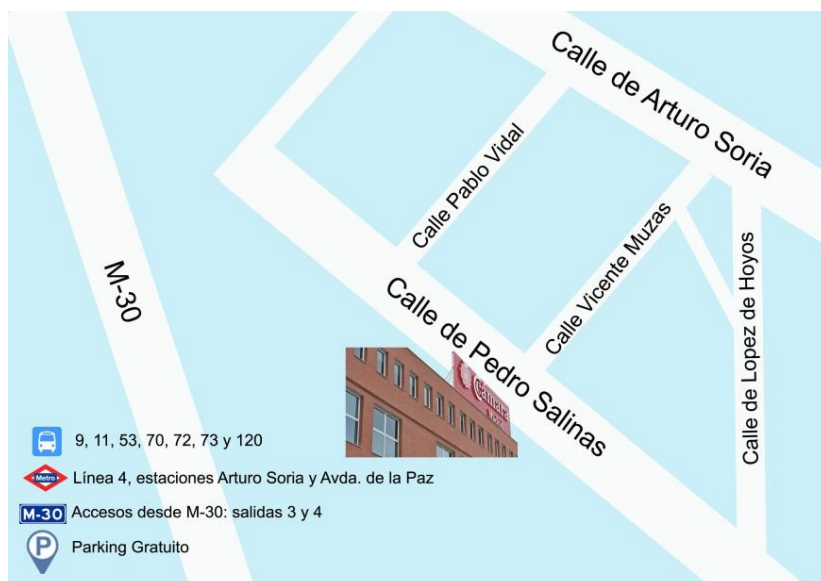 Calle de Arturo Soria
Calle Pablo Vidal
Calle Vicente Muzas
M-30
Calle de Pedro Salinas
Calle de Lopez de Hoyos
Cámara
9, 11, 53, 70, 72, 73 y 120
Metro
Línea 4, estaciones Arturo Soria y Avda. de la Paz
M-30
Accesos desde M-30: salidas 3 y 4
P
Parking Gratuito